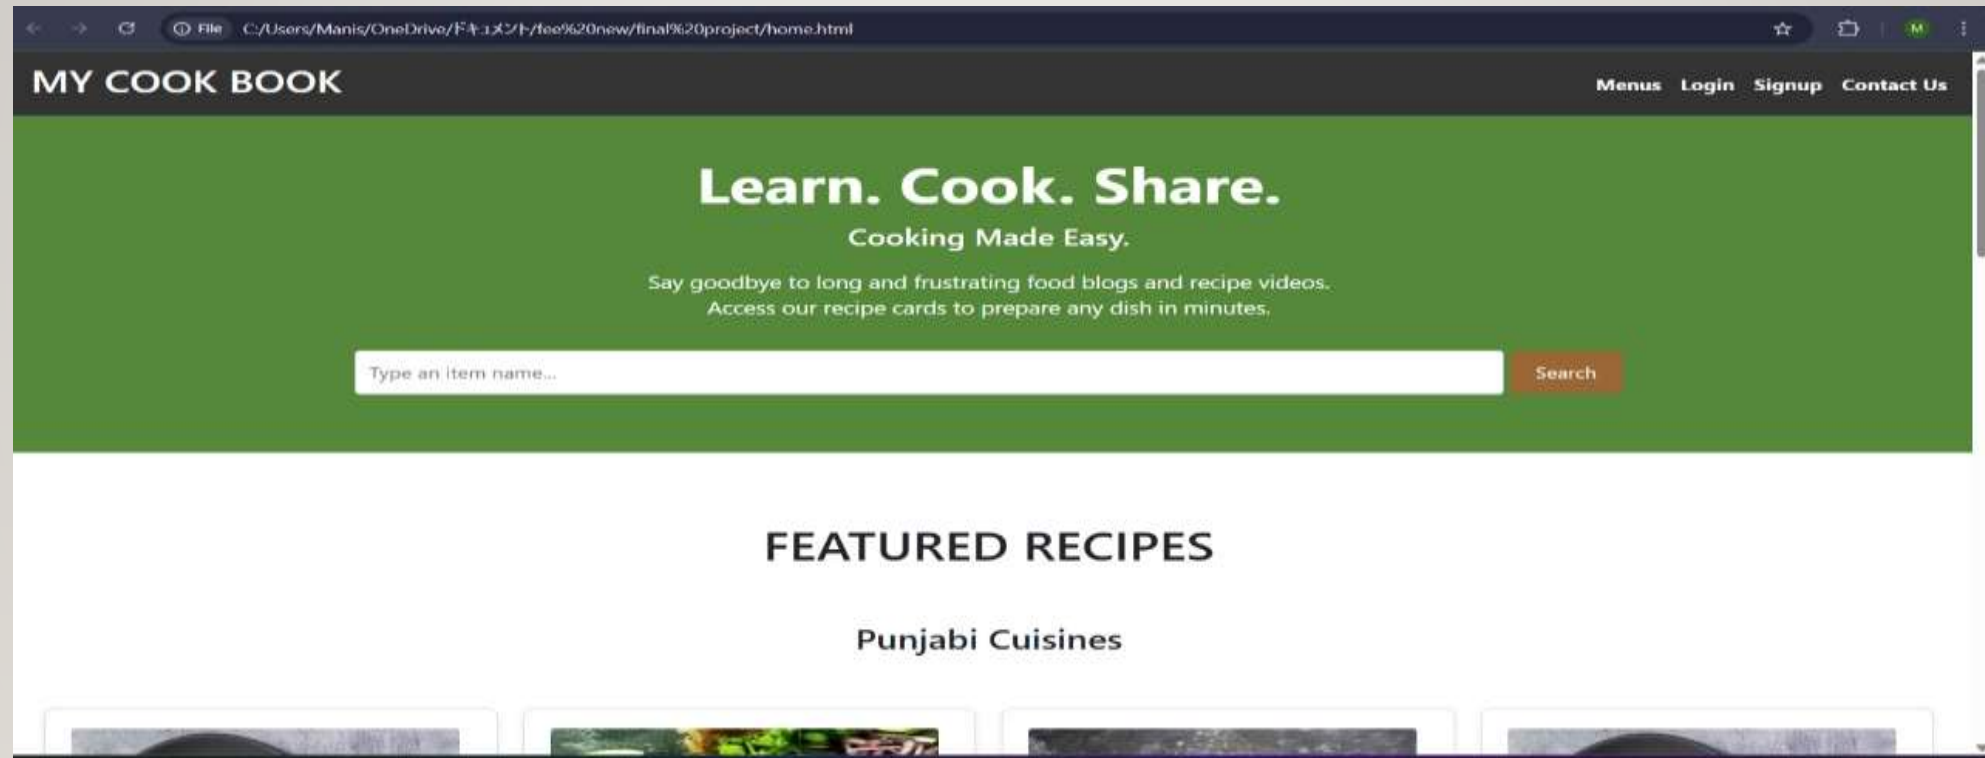 File C:/Users/Manis/OneDrive/ドキュメント/fee%20new/final%20project/home.html
M
MY COOK BOOK
Menus Login Signup Contact Us
Learn. Cook. Share.
Cooking Made Easy.
Say goodbye to long and frustrating food blogs and recipe videos.
Access our recipe cards to prepare any dish in minutes.
Type an item name...
Search
FEATURED RECIPES
Punjabi Cuisines